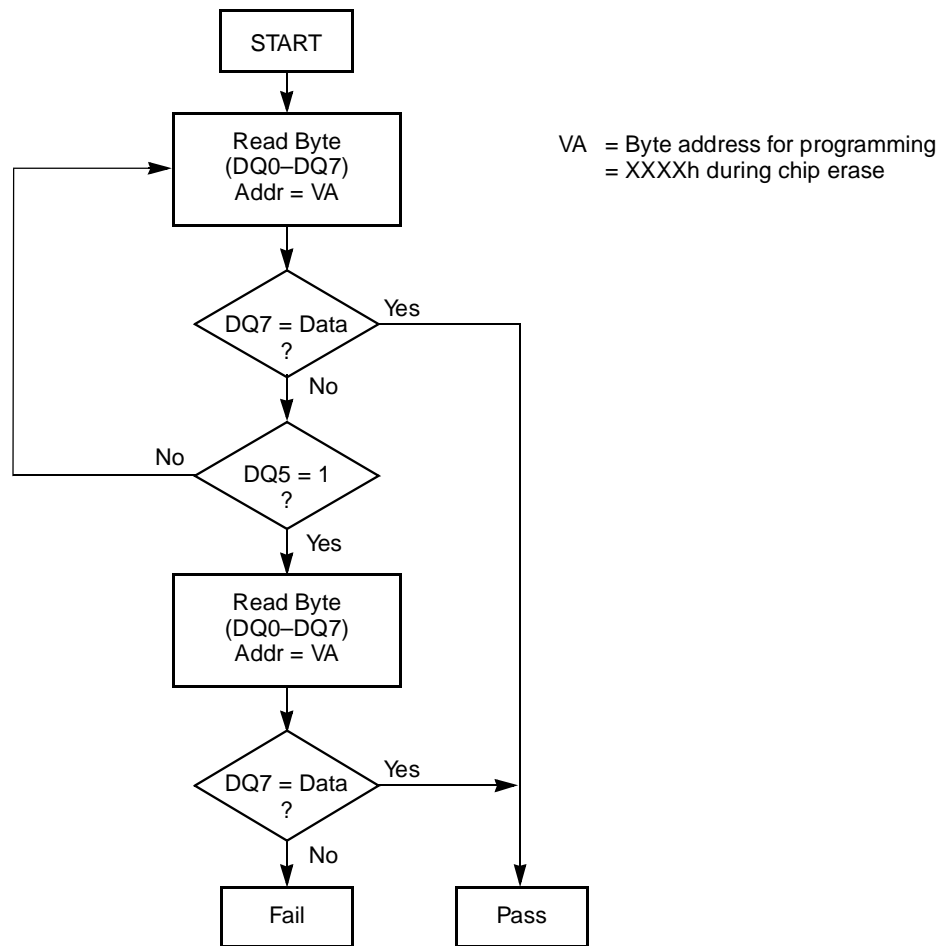 START
Read Byte
(DQ0–DQ7)
Addr = VA
VA = Byte address for programming
= XXXXh during chip erase
DQ7 = Data
?
Yes
No
DQ5 = 1
?
No
Yes
Read Byte
(DQ0–DQ7)
Addr = VA
DQ7 = Data
?
Yes
No
Fail
Pass